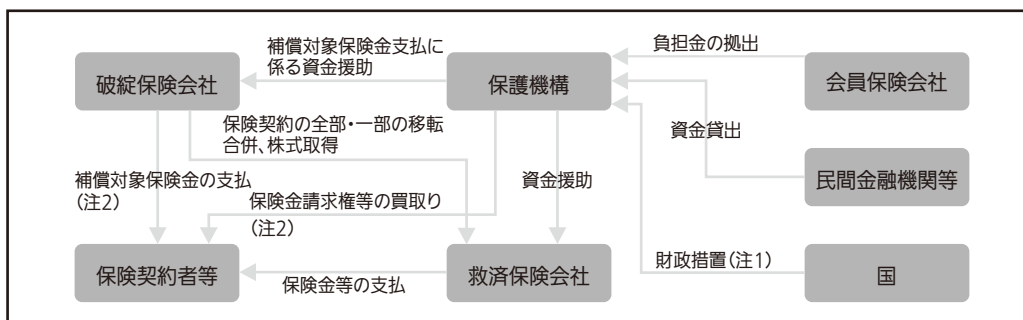 補償対象保険金支払に
係る資金援助
負担金の拠出
破綻保険会社
保護機構
会員保険会社
保険契約の全部・一部の移転
合併、株式取得
資金貸出
補償対象保険金の支払
(注2)
資金援助
民間金融機関等
保険金請求権等の買取り
(注2)
財政措置(注1)
保険契約者等
保険金等の支払
救済保険会社
国